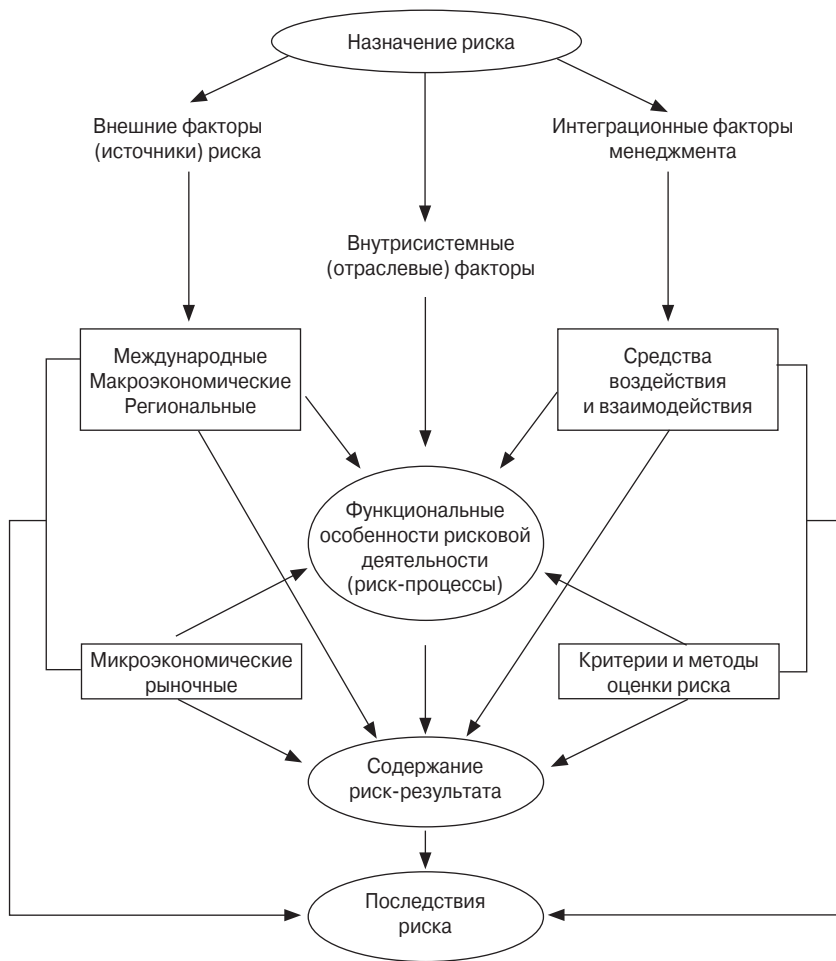 Назначение риска
Внешние факторы
(источники) риска
Интеграционные факторы
менеджмента
Внутрисистемные
(отраслевые) факторы
Международные
Макроэкономические
Региональные
Средства
воздействия
и взаимодействия
Функциональные
особенности рисковой
деятельности
(риск-процессы)
Микроэкономические
рыночные
Критерии и методы
оценки риска
Содержание
риск-результата
Последствия
риска